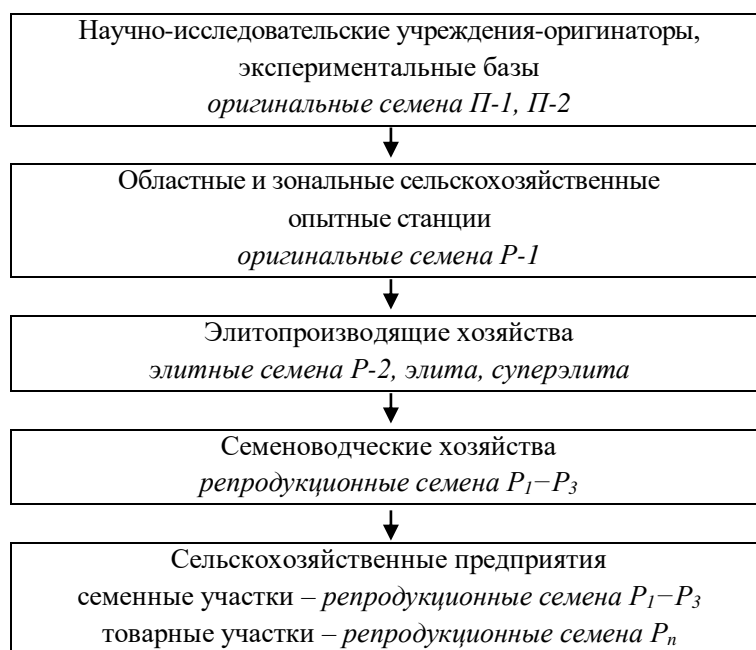 Научно-исследовательские учреждения-оригинаторы,
экспериментальные базы
оригинальные семена П-1, П-2
Областные и зональные сельскохозяйственные
опытные станции
оригинальные семена Р-1
Элитопроизводящие хозяйства
элитные семена Р-2, элита, суперэлита
Семеноводческие хозяйства
репродукционные семена Р₁−Р₃
Сельскохозяйственные предприятия
семенные участки – репродукционные семена Р₁−Р₃
товарные участки – репродукционные семена Рₙ